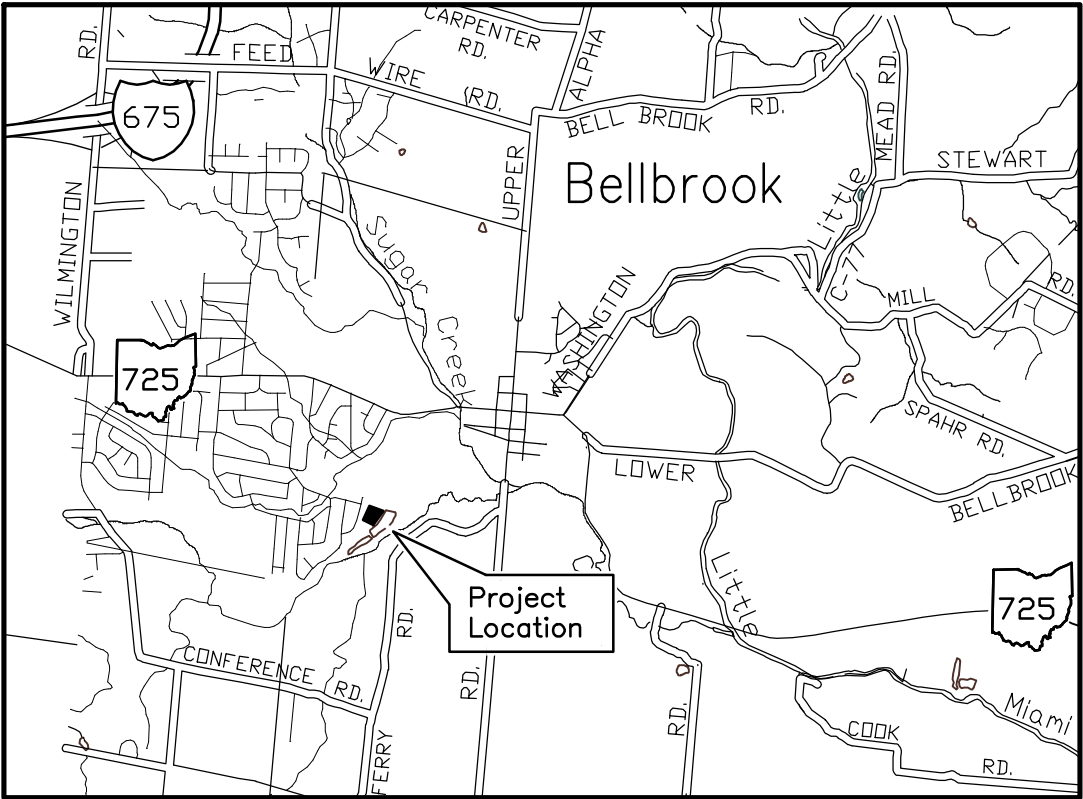 CARPENTER
RD.
RD.
FEED
WIRE
RD.
ALPHA
BELL BROOK
RD.
MEAD RD.
675
STEWART
UPPER
Bellbrook
Little
WILMINGTON
Sugar
Creek
C-77
MILL
RD.
WASHINGTON
725
SPAHR RD.
LOWER
BELLBROOK
Little
725
Project
Location
RD.
CONFERENCE
RD.
RD.
RD.
Miami
COOK
RD.
FERRY